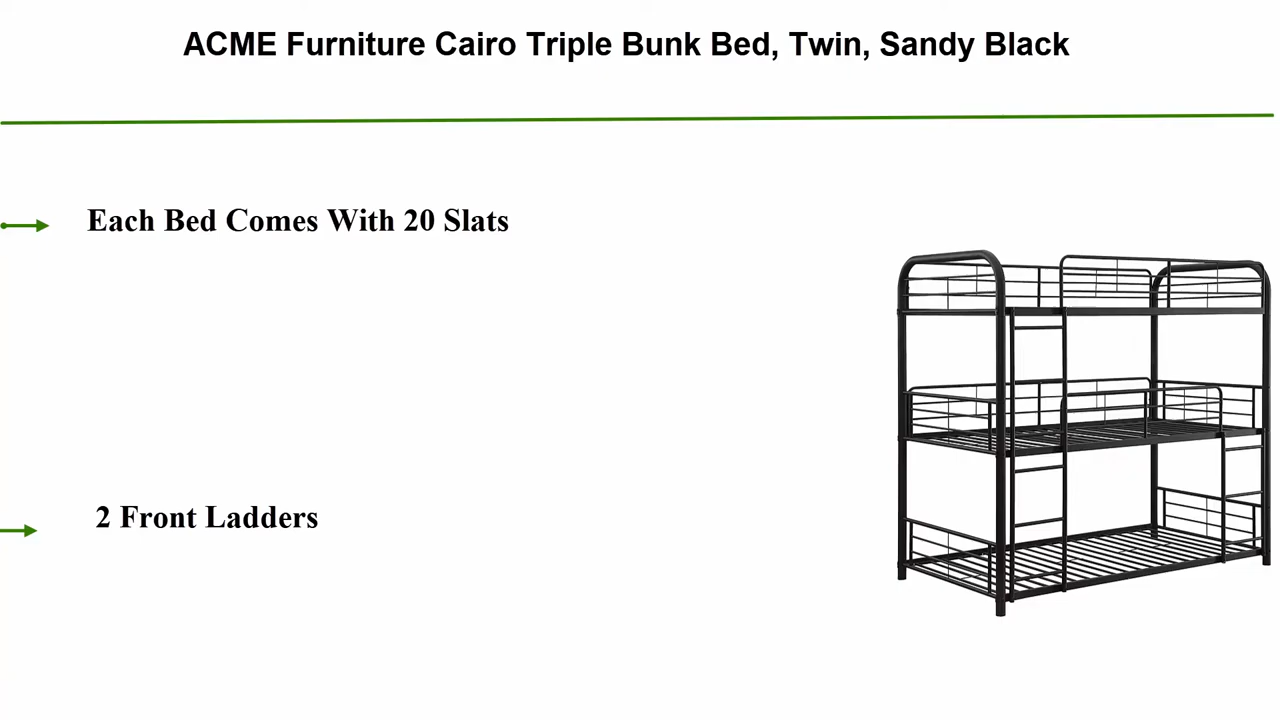 ACME Furniture Cairo Triple Bunk Bed, Twin, Sandy Black
Each Bed Comes With 20 Slats
2 Front Ladders